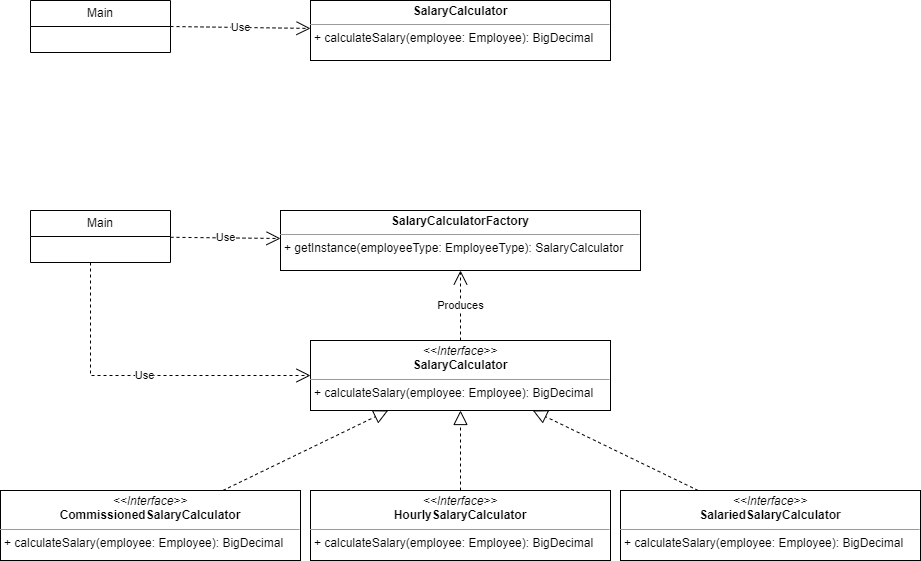 Main
SalaryCalculator
Use
+ calculateSalary(employee: Employee): BigDecimal
Main
SalaryCalculatorFactory
Use
+ getInstance(employeeType: EmployeeType): SalaryCalculator
Produces
<<Interface>>
SalaryCalculator
Use
+ calculateSalary(employee: Employee): BigDecimal
<<Interface>>
CommissionedSalaryCalculator
+ calculateSalary(employee: Employee): BigDecimal
<<Interface>>
HourlySalaryCalculator
+ calculateSalary(employee: Employee): BigDecimal
<<Interface>>
SalariedSalaryCalculator
+ calculateSalary(employee: Employee): BigDecimal